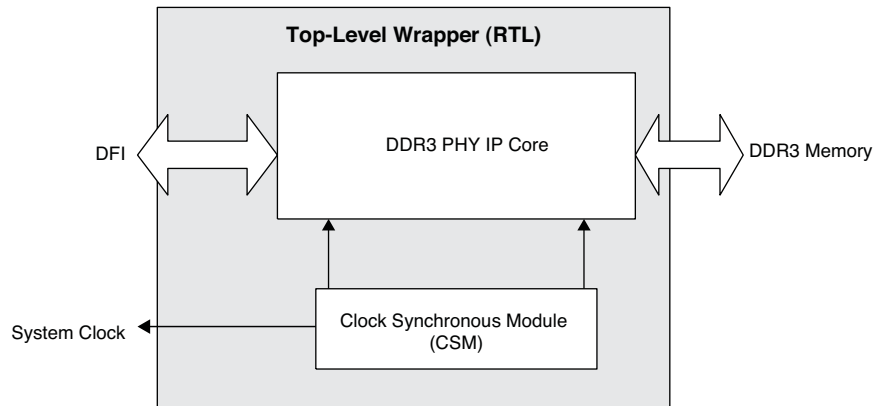 Top-Level Wrapper (RTL)
DDR3 PHY IP Core
DFI
DDR3 Memory
Clock Synchronous Module
(CSM)
System Clock